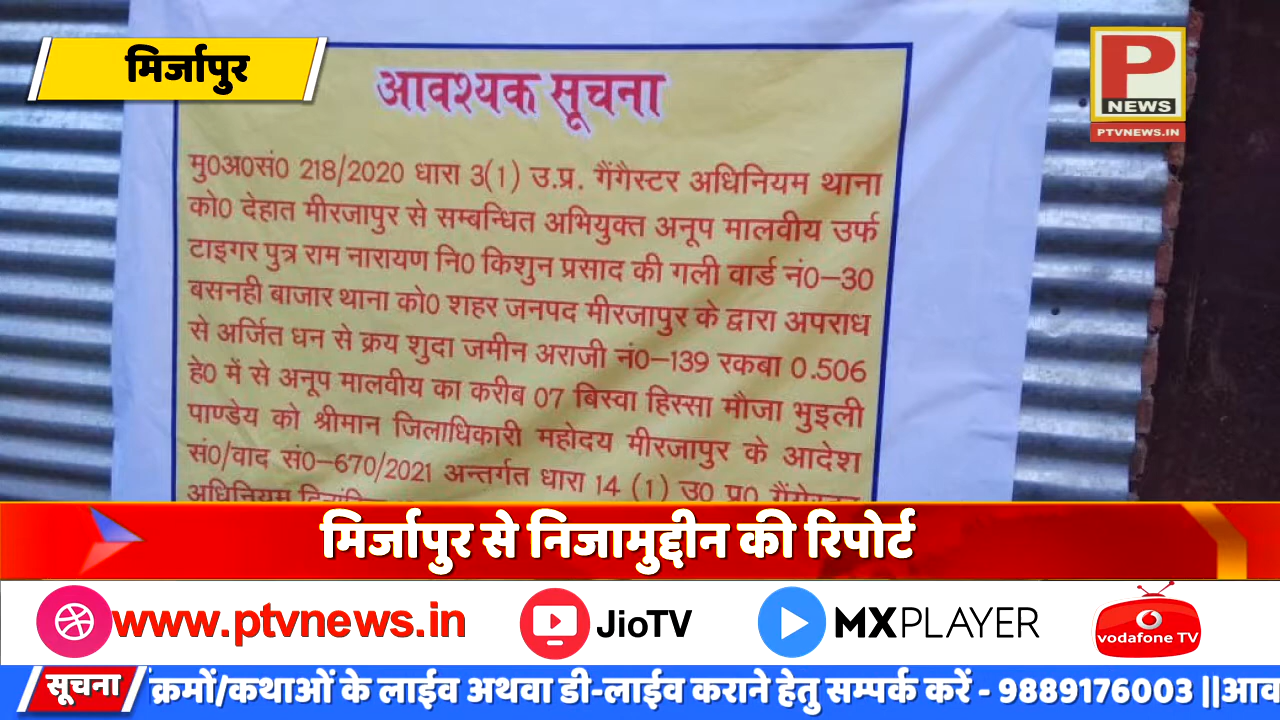 मिर्जापुर
P
NEWS
PTVNEWS.IN
आवश्यक सूचना
मु0अ0सं0 218/2020 धारा 3(1) उ.प्र. गैंगैस्टर अधिनियम थाना
को0 देहात मीरजापुर से सम्बन्धित अभियुक्त अनूप मालवीय उर्फ
टाइगर पुत्र राम नारायण नि0 किशुन प्रसाद की गली वार्ड नं0–30
बसनही बाजार थाना को0 शहर जनपद मीरजापुर के द्वारा अपराध
से अर्जित धन से क्रय शुदा जमीन अराजी नं0–139 रकबा 0.506
हे0 में से अनूप मालवीय का करीब 07 बिस्वा हिस्सा मौजा भुइली
पाण्डेय को श्रीमान जिलाधिकारी महोदय मीरजापुर के आदेश
सं0/वाद सं0–670/2021 अन्तर्गत धारा 14 (1) उ0 प्र0 गैंगेस्टर
अधिनियम
मिर्जापुर से निजामुद्दीन की रिपोर्ट
www.ptvnews.in JioTV MXPLAYER vodafone TV
सूचना क्रमों/कथाओं के लाईव अथवा डी-लाईव कराने हेतु सम्पर्क करें - 9889176003 ||आव